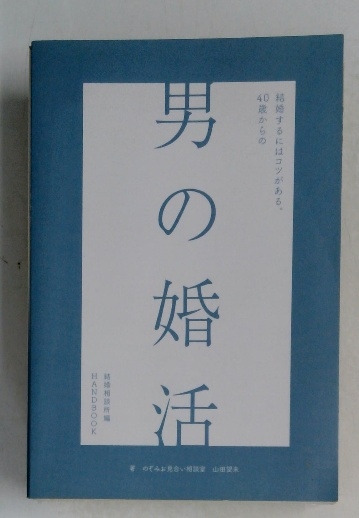 結婚するにはコツがある。
40歳からの
男の婚活
結婚相談所編
HANDBOOK
著 のぞみお見合い相談室 山田望美